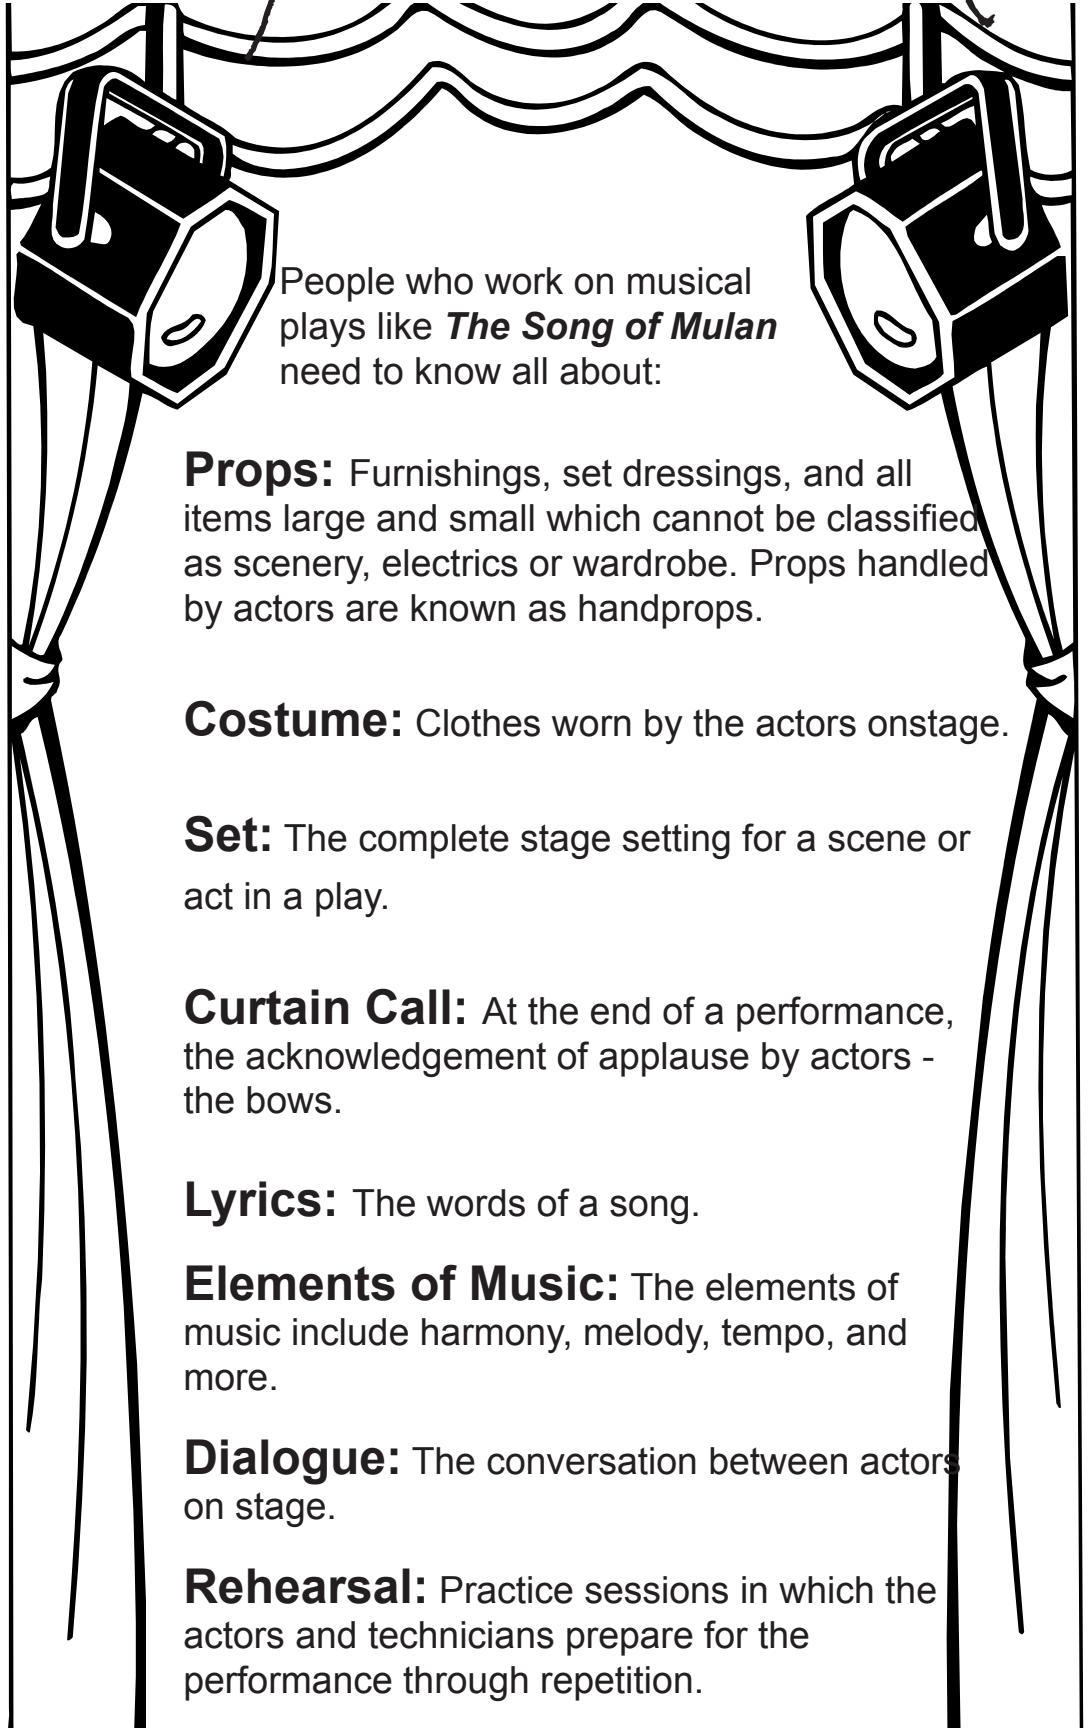 People who work on musical
plays like The Song of Mulan
need to know all about:
Props: Furnishings, set dressings, and all
items large and small which cannot be classified
as scenery, electrics or wardrobe. Props handled
by actors are known as handprops.
Costume: Clothes worn by the actors onstage.
Set: The complete stage setting for a scene or
act in a play.
Curtain Call: At the end of a performance,
the acknowledgement of applause by actors -
the bows.
Lyrics: The words of a song.
Elements of Music: The elements of
music include harmony, melody, tempo, and
more.
Dialogue: The conversation between actors
on stage.
Rehearsal: Practice sessions in which the
actors and technicians prepare for the
performance through repetition.